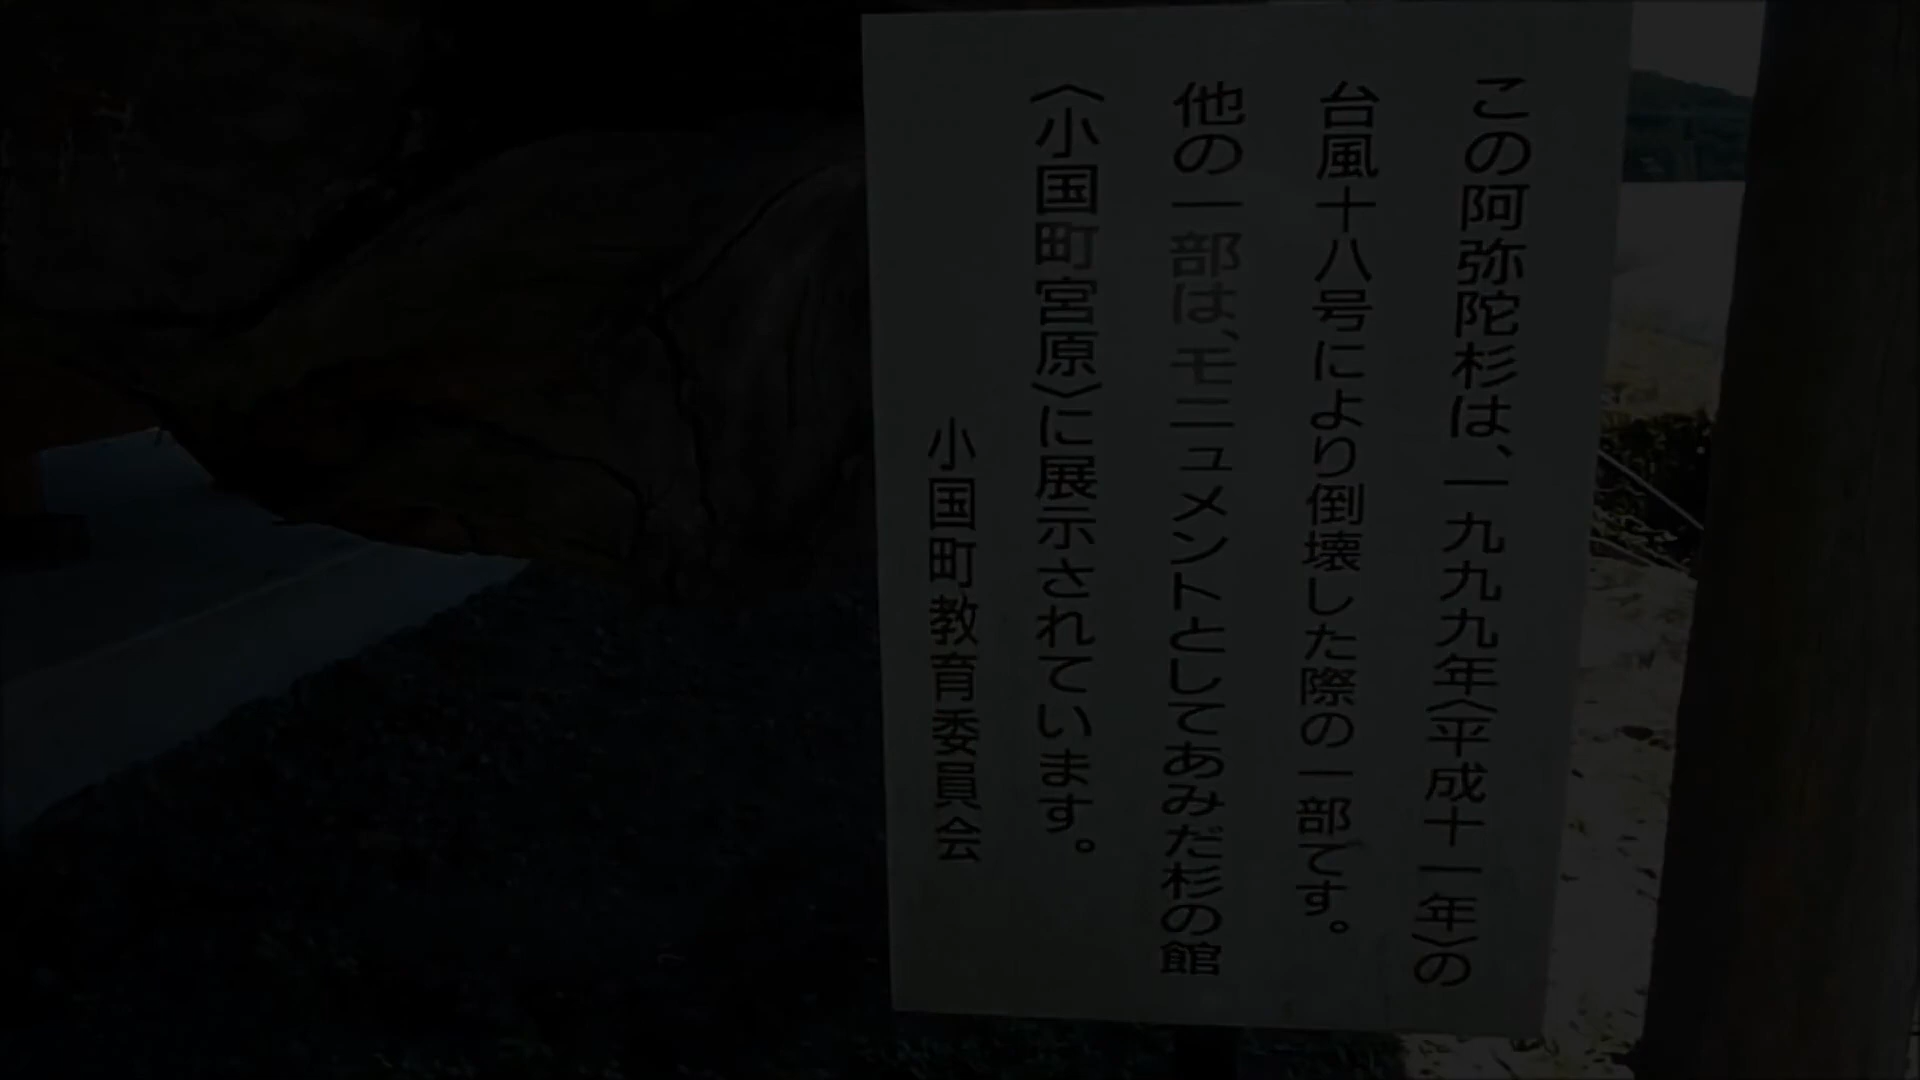 この阿弥陀杉は、一九九九年〈平成十一年〉の
台風十八号により倒壊した際の一部です。
他の一部は、モニュメントとしてあみだ杉の館
〈小国町宮原〉に展示されています。
小国町教育委員会